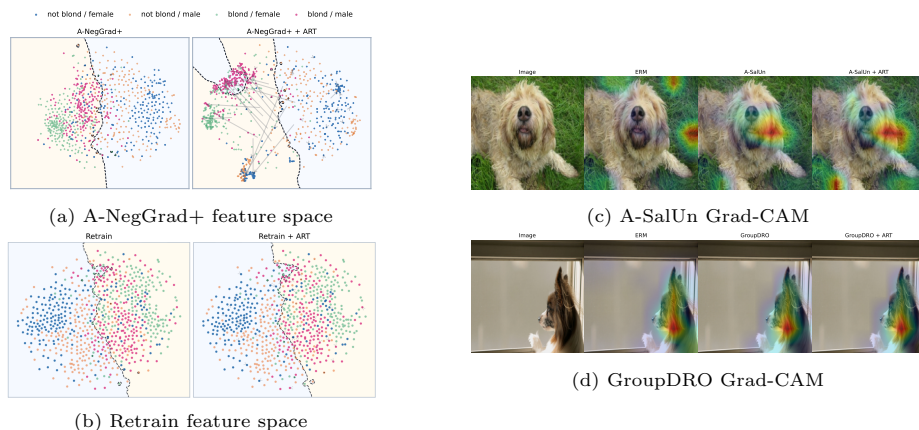 not blond / female not blond / male blond / female blond / male
A-NegGrad+ A-NegGrad+ + ART
(a) A-NegGrad+ feature space
Retrain Retrain + ART
(b) Retrain feature space
Image ERM A-SalUn A-SalUn + ART
(c) A-SalUn Grad-CAM
Image ERM GroupDRO GroupDRO + ART
(d) GroupDRO Grad-CAM